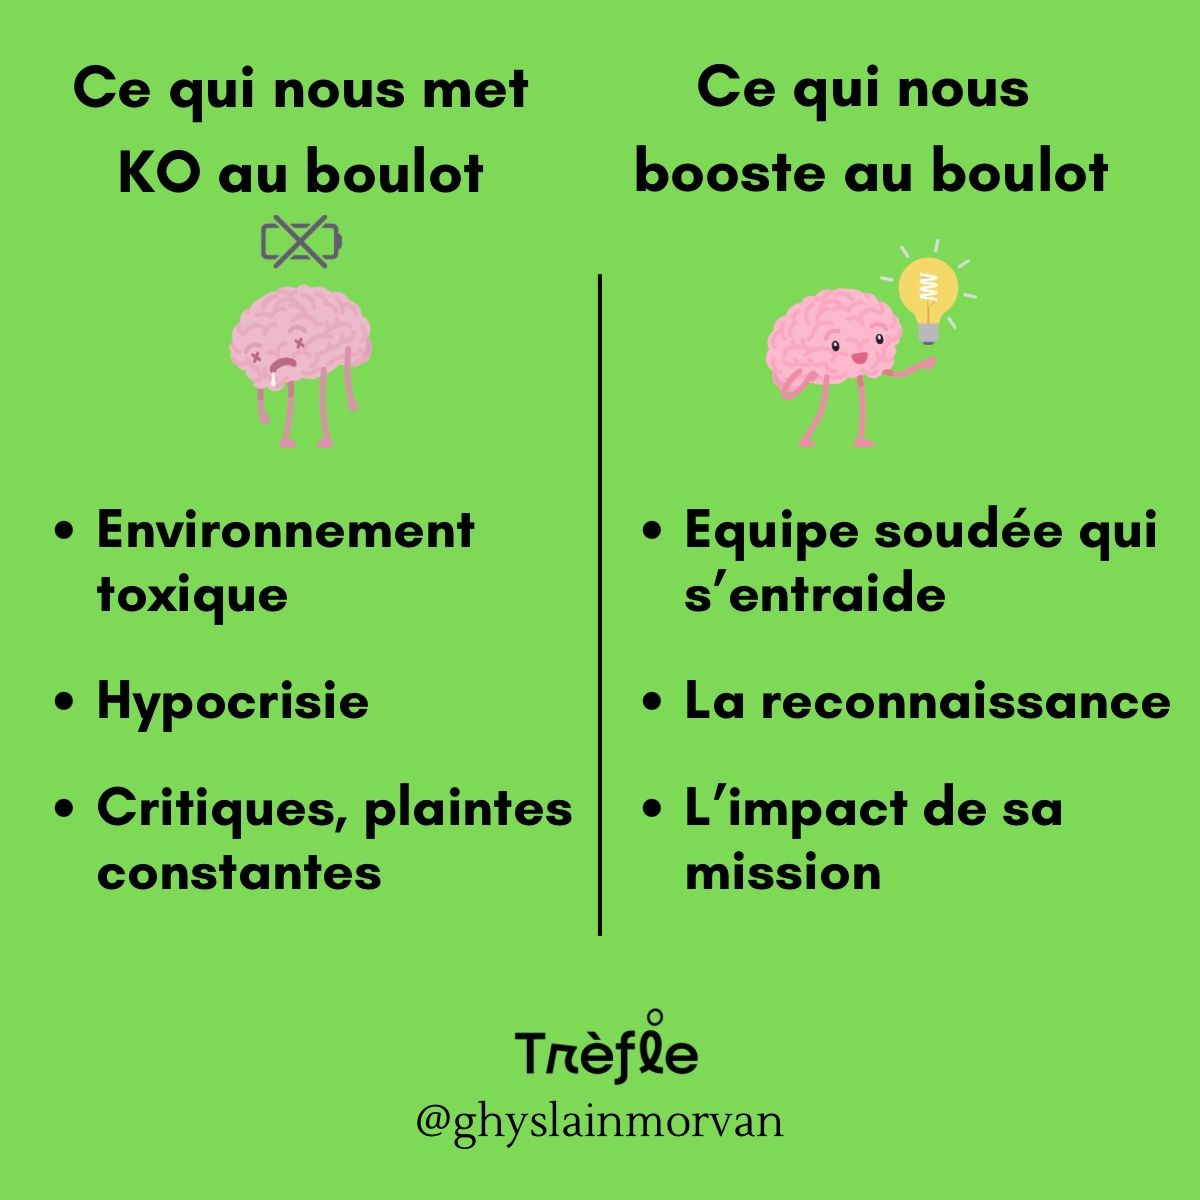 Ce qui nous met
KO au boulot
• Environnement
toxique
• Hypocrisie
• Critiques, plaintes
constantes
Ce qui nous
booste au boulot
• Equipe soudée qui
s’entraide
• La reconnaissance
• L’impact de sa
mission
Trèfle
@ghyslainmorvan